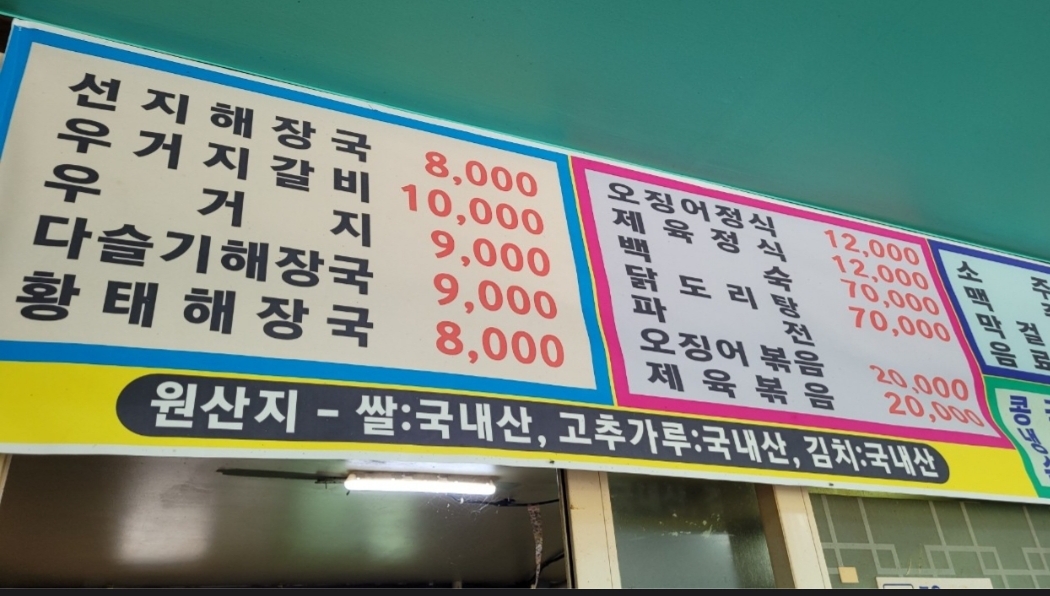 선지해장국 8,000
우거지갈비 10,000
우거지 9,000
다슬기해장국 9,000
황태해장국 8,000
오징어정식 12,000
제육정식 12,000
백숙 70,000
닭도리탕 70,000
파전
오징어볶음 20,000
제육볶음 20,000
소주
맥
막걸
음료
콩
냉
원산지 - 쌀:국내산, 고추가루:국내산, 김치:국내산